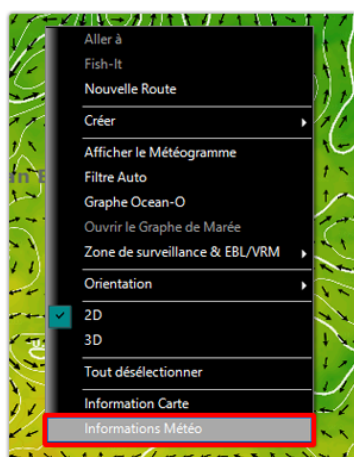 Aller à
Fish-It
Nouvelle Route
Créer
Afficher le Météogramme
Filtre Auto
Graphe Ocean-O
Ouvrir le Graphe de Marée
Zone de surveillance & EBL/VRM
Orientation
2D
3D
Tout désélectionner
Information Carte
Informations Météo